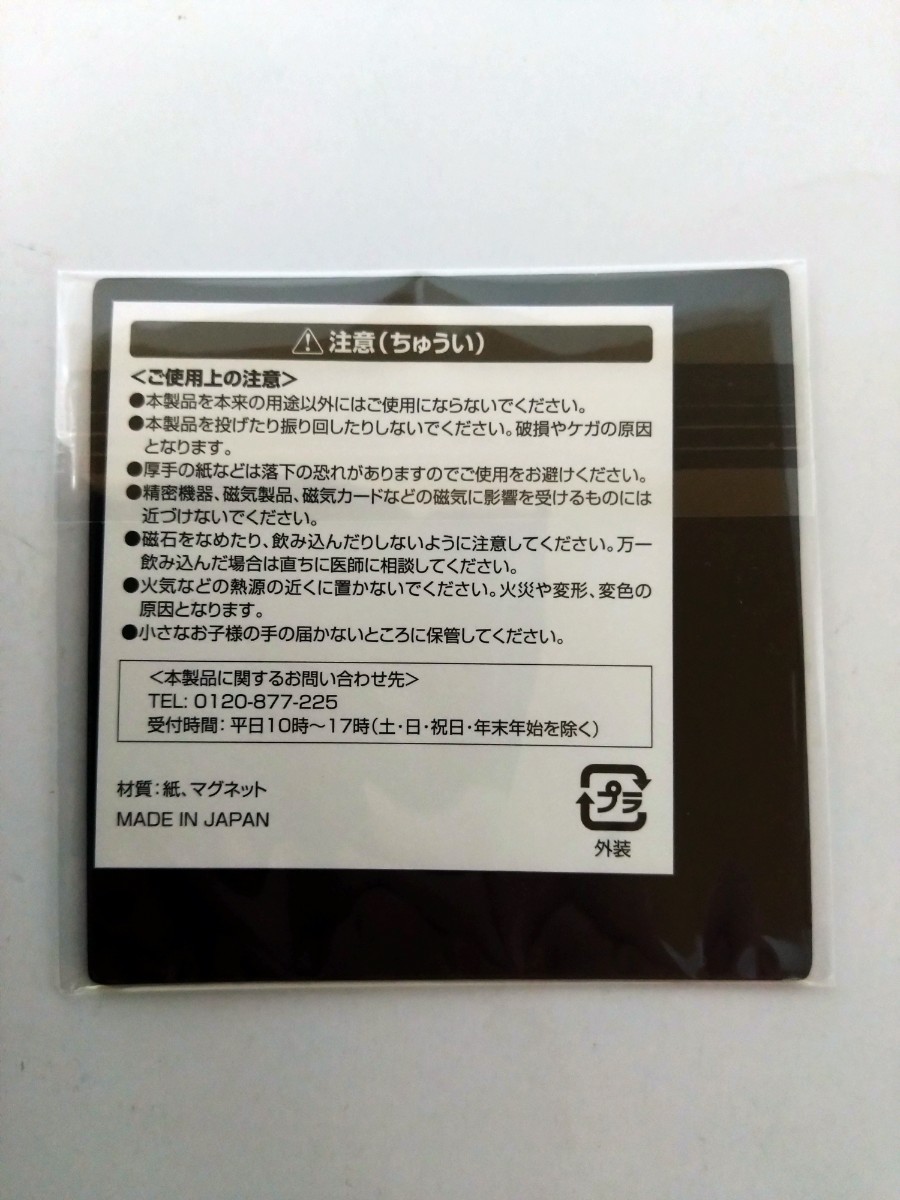 注意(ちゅうい)
<ご使用上の注意>
●本製品を本来の用途以外にはご使用にならないでください。
●本製品を投げたり振り回したりしないでください。破損やケガの原因
となります。
●厚手の紙などは落下の恐れがありますのでご使用をお避けください。
●精密機器、磁気製品、磁気カードなどの磁気に影響を受けるものには
近づけないでください。
●磁石をなめたり、飲み込んだりしないように注意してください。万一
飲み込んだ場合は直ちに医師に相談してください。
●火気などの熱源の近くに置かないでください。火災や変形、変色の
原因となります。
●小さなお子様の手の届かないところに保管してください。
<本製品に関するお問い合わせ先>
TEL: 0120-877-225
受付時間：平日10時～17時(土・日・祝日・年末年始を除く)
材質：紙、マグネット
MADE IN JAPAN
プラ
外装